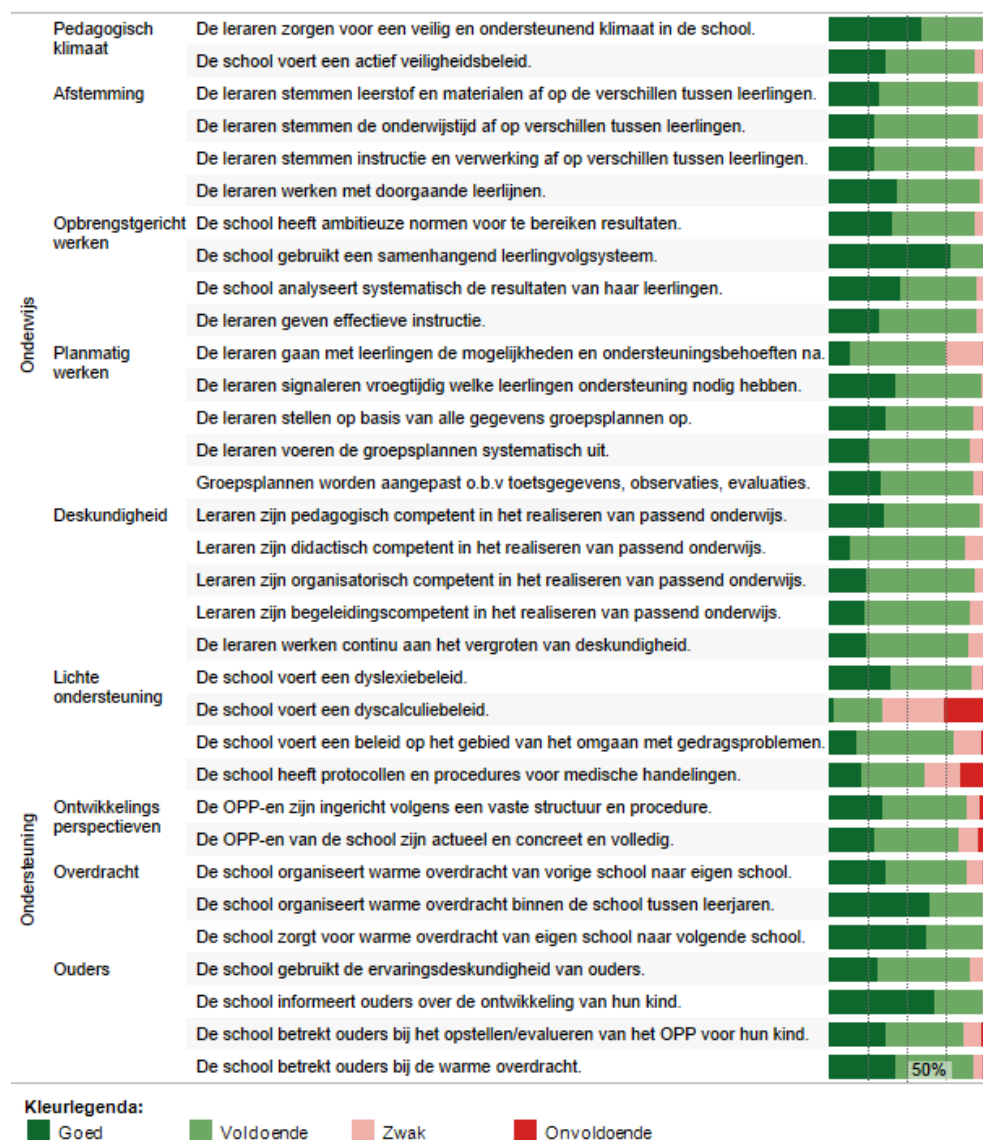 Pedagogisch
klimaat
De leraren zorgen voor een veilig en ondersteunend klimaat in de school.
De school voert een actief veiligheidsbeleid.
Afstemming
De leraren stemmen leerstof en materialen af op de verschillen tussen leerlingen.
De leraren stemmen de onderwijstijd af op verschillen tussen leerlingen.
De leraren stemmen instructie en verwerking af op verschillen tussen leerlingen.
De leraren werken met doorgaande leerlijnen.
Opbrengstgericht
werken
De school heeft ambitieuze normen voor te bereiken resultaten.
De school gebruikt een samenhangend leerlingvolgsysteem.
De school analyseert systematisch de resultaten van haar leerlingen.
De leraren geven effectieve instructie.
Onderwijs
Planmatig
werken
De leraren gaan met leerlingen de mogelijkheden en ondersteuningsbehoeften na.
De leraren signaleren vroegtijdig welke leerlingen ondersteuning nodig hebben.
De leraren stellen op basis van alle gegevens groepsplannen op.
De leraren voeren de groepsplannen systematisch uit.
Groepsplannen worden aangepast o.b.v toetsgegevens, observaties, evaluaties.
Deskundigheid
Leraren zijn pedagogisch competent in het realiseren van passend onderwijs.
Leraren zijn didactisch competent in het realiseren van passend onderwijs.
Leraren zijn organisatorisch competent in het realiseren van passend onderwijs.
Leraren zijn begeleidingscompetent in het realiseren van passend onderwijs.
De leraren werken continu aan het vergroten van deskundigheid.
Lichte
ondersteuning
De school voert een dyslexiebeleid.
De school voert een dyscalculiebeleid.
De school voert een beleid op het gebied van het omgaan met gedragsproblemen.
De school heeft protocollen en procedures voor medische handelingen.
Ondersteuning
Ontwikkelings
perspectieven
De OPP-en zijn ingericht volgens een vaste structuur en procedure.
De OPP-en van de school zijn actueel en concreet en volledig.
Overdracht
De school organiseert warme overdracht van vorige school naar eigen school.
De school organiseert warme overdracht binnen de school tussen leerjaren.
De school zorgt voor warme overdracht van eigen school naar volgende school.
Ouders
De school gebruikt de ervaringsdeskundigheid van ouders.
De school informeert ouders over de ontwikkeling van hun kind.
De school betrekt ouders bij het opstellen/evalueren van het OPP voor hun kind.
De school betrekt ouders bij de warme overdracht.
50%
Kleurlegenda:
Goed
Voldoende
Zwak
Onvoldoende